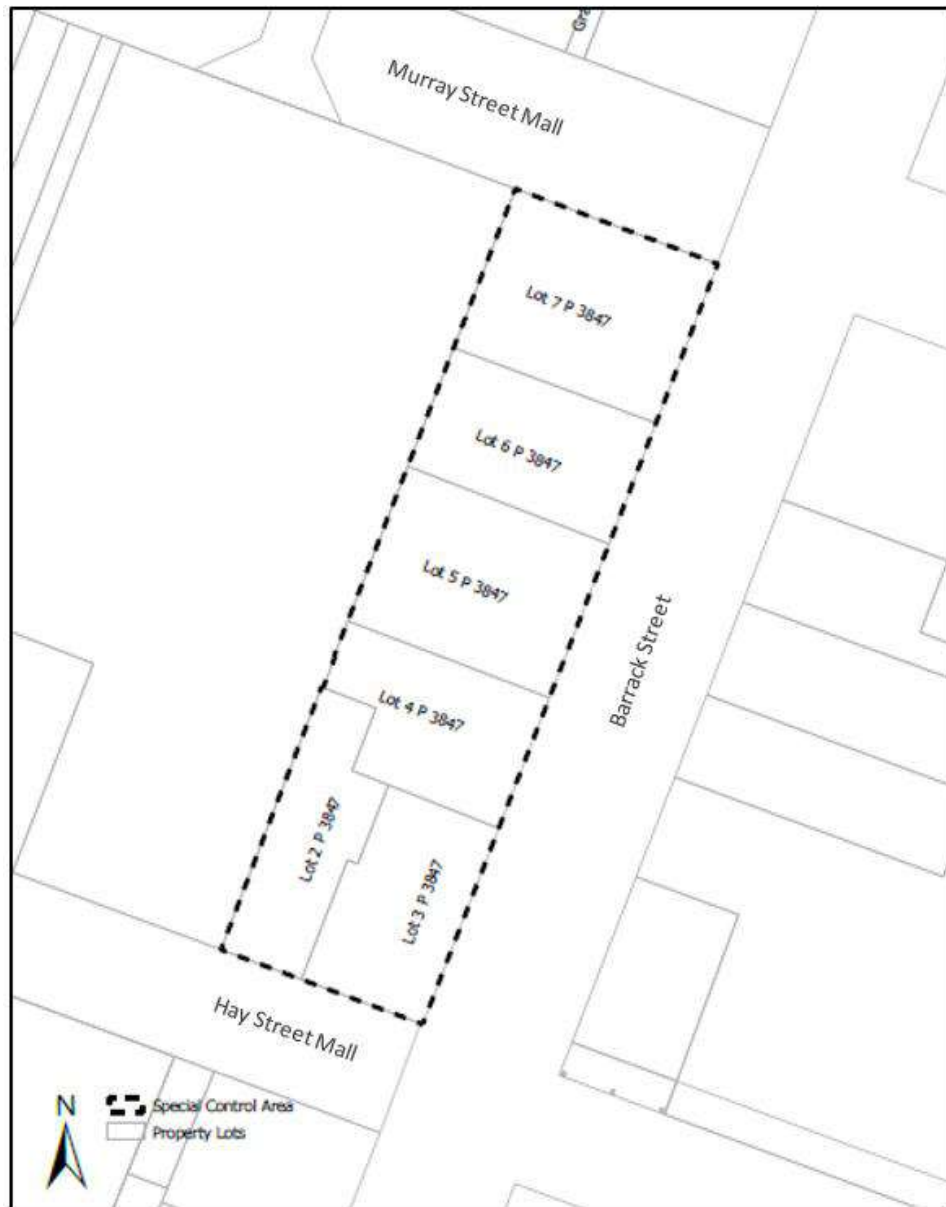 Gra
Murray Street Mall
Lot 7 P 3847
Lot 6 P 3847
Lot 5 P 3847
Barrack Street
Lot 4 P 3847
Lot 2 P 3847
Lot 3 P 3847
Hay Street Mall
N
Special Control Area
Property Lots